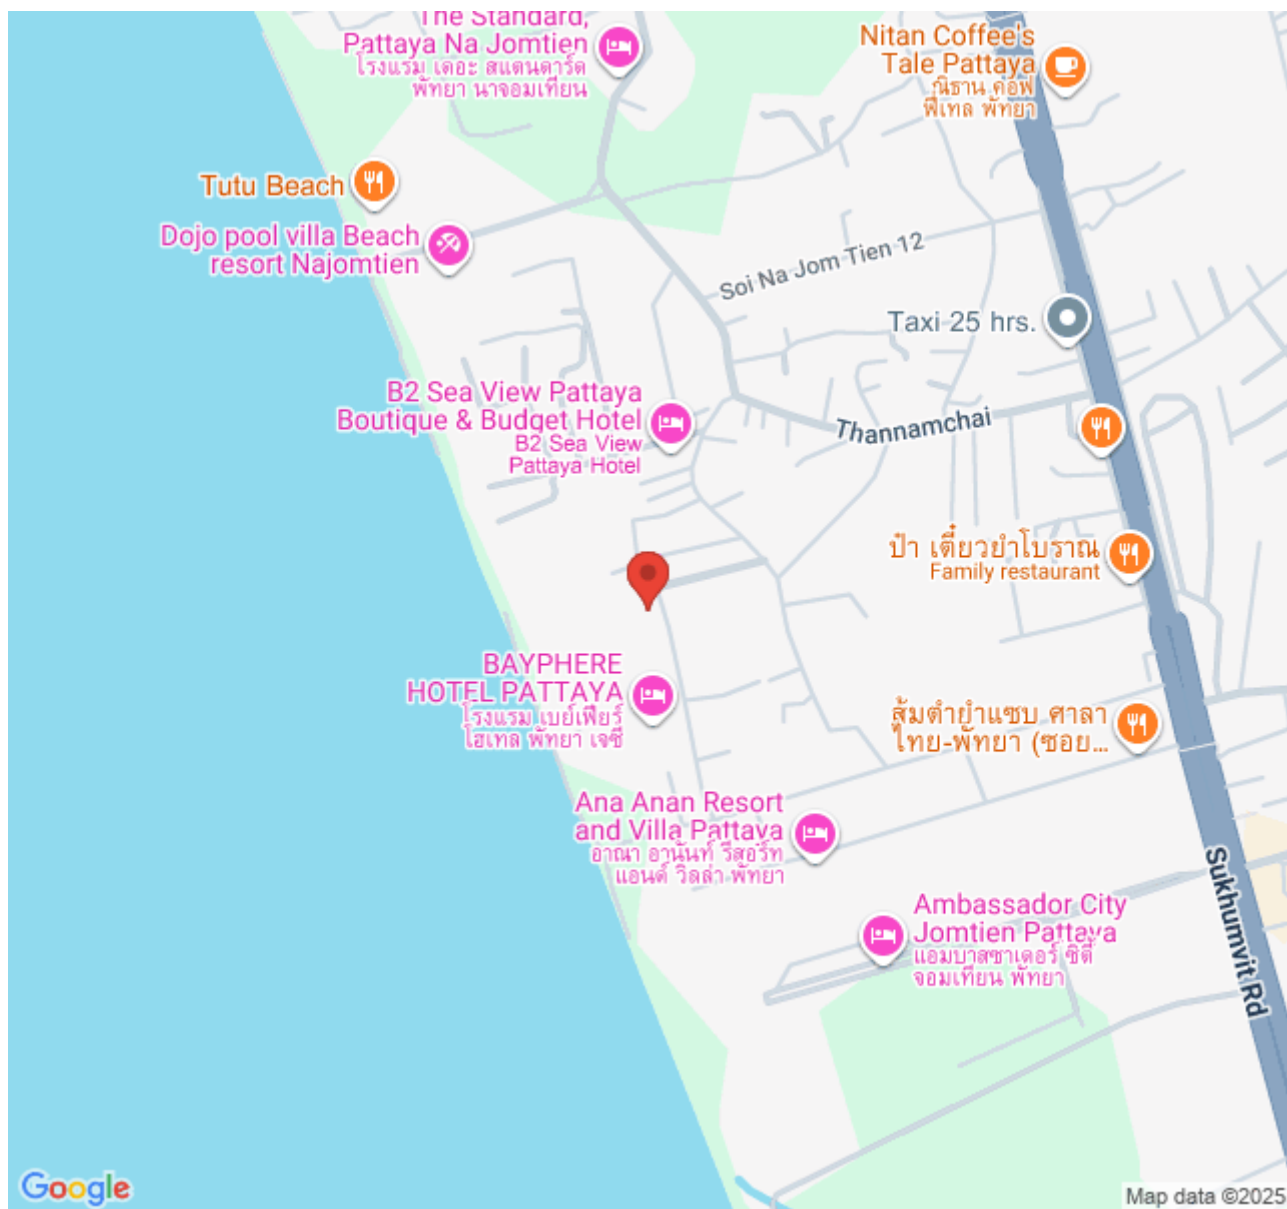 The Standard,
Pattaya Na Jomtien
โรงแรม เดอะ สแตนดาร์ด
พัทยา นาจอมเทียน
Nitan Coffee's
Tale Pattaya
ณิธาน คอฟ
ฟี่เทล พัทยา
Tutu Beach
Dojo pool villa Beach
resort Najomtien
Soi Na Jom Tien 12
Taxi 25 hrs.
B2 Sea View Pattaya
Boutique & Budget Hotel
B2 Sea View
Pattaya Hotel
Thannamchai
ป๋า เตี๋ยวยำโบราณ
Family restaurant
BAYPHERE
HOTEL PATTAYA
โรงแรม เบย์เฟียร์
โฮเทล พัทยา เจซี
ส้มตำยำแซบ ศาลา
ไทย-พัทยา (ซอย...
Ana Anan Resort
and Villa Pattaya
อาณา อานันท์ รีสอร์ท
แอนด์ วิลล่า พัทยา
Sukhumvit Rd
Ambassador City
Jomtien Pattaya
แอมบาสซาเดอร์ ซิตี้
จอมเทียน พัทยา
Google
Map data ©2025